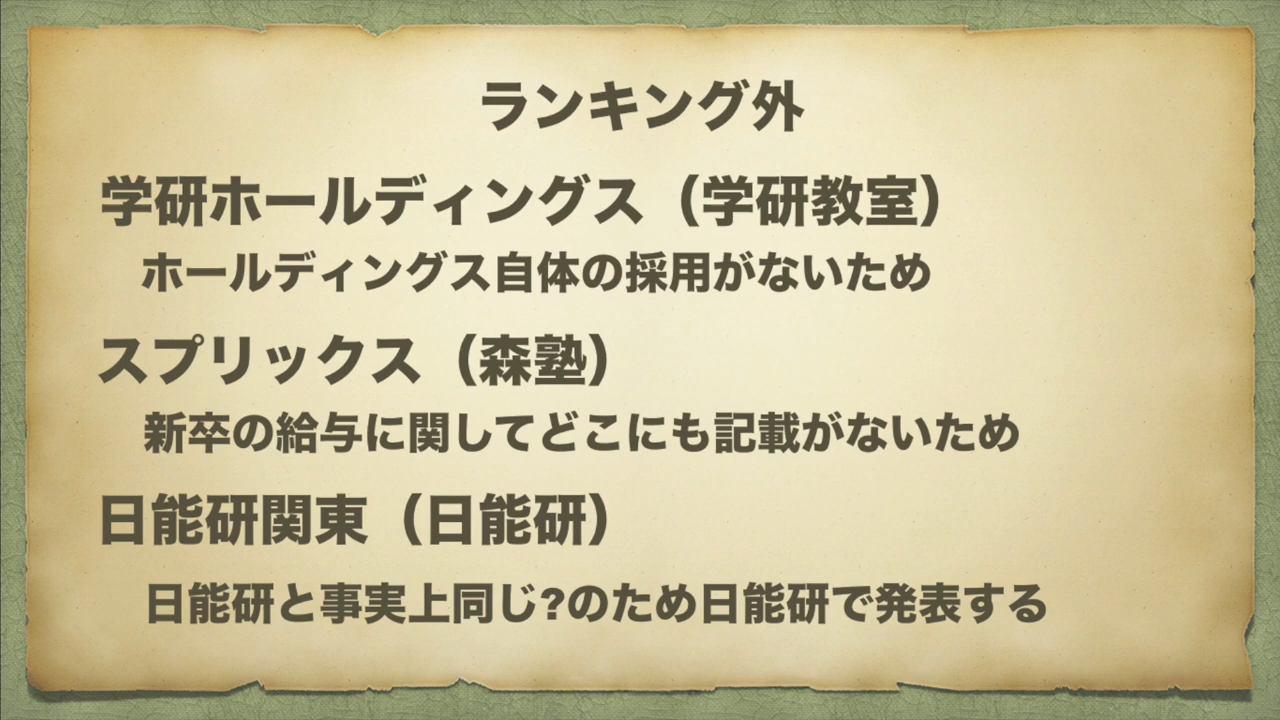 ランキング外
学研ホールディングス（学研教室）
ホールディングス自体の採用がないため
スプリックス（森塾）
新卒の給与に関してどこにも記載がないため
日能研関東（日能研）
日能研と事実上同じ?のため日能研で発表する